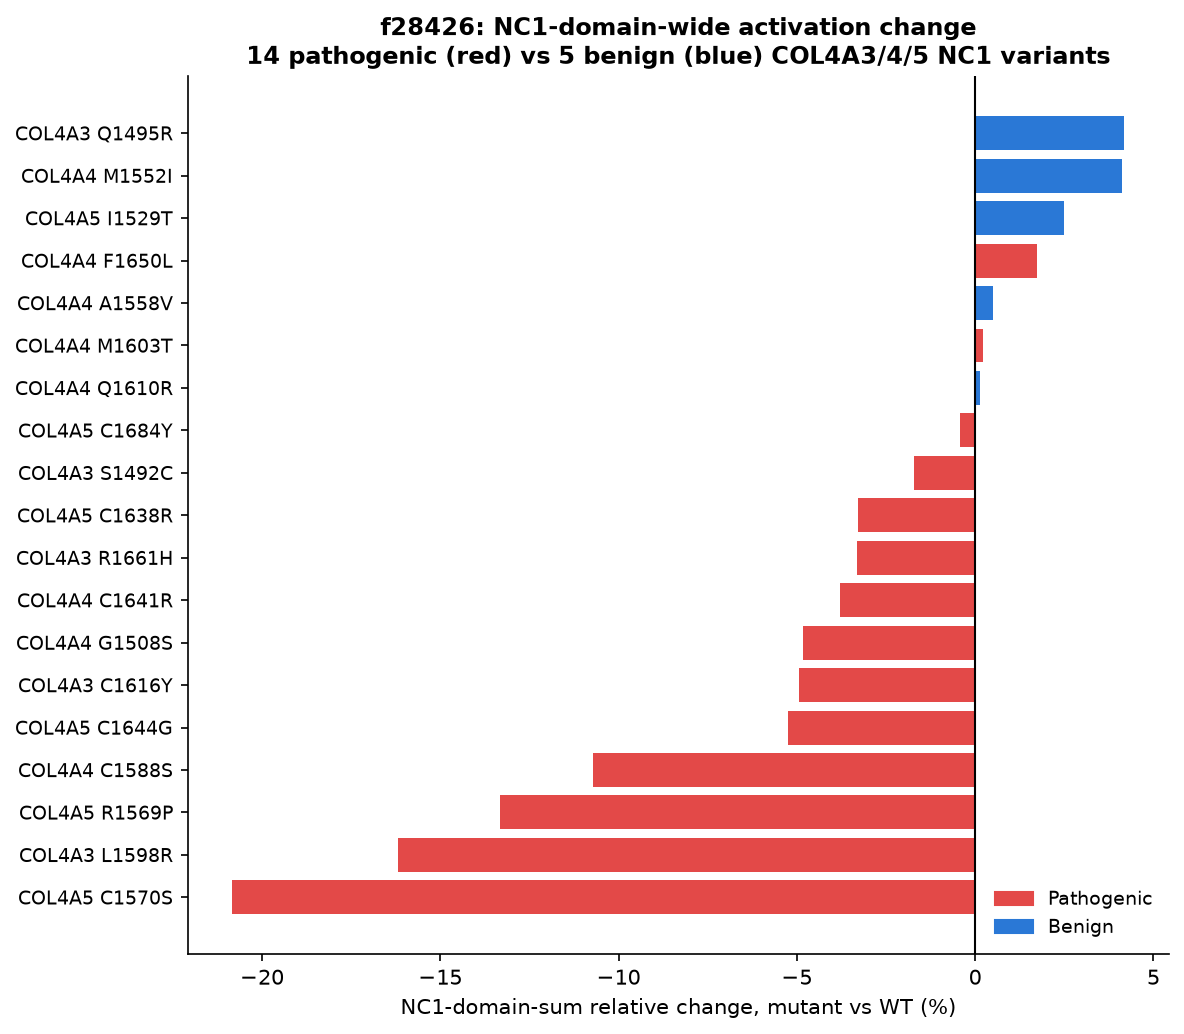 f28426: NC1-domain-wide activation change
14 pathogenic (red) vs 5 benign (blue) COL4A3/4/5 NC1 variants
COL4A3 Q1495R
COL4A4 M1552I
COL4A5 I1529T
COL4A4 F1650L
COL4A4 A1558V
COL4A4 M1603T
COL4A4 Q1610R
COL4A5 C1684Y
COL4A3 S1492C
COL4A5 C1638R
COL4A3 R1661H
COL4A4 C1641R
COL4A4 G1508S
COL4A3 C1616Y
COL4A5 C1644G
COL4A4 C1588S
COL4A5 R1569P
COL4A3 L1598R
COL4A5 C1570S
Pathogenic
Benign
−20 −15 −10 −5 0 5
NC1-domain-sum relative change, mutant vs WT (%)